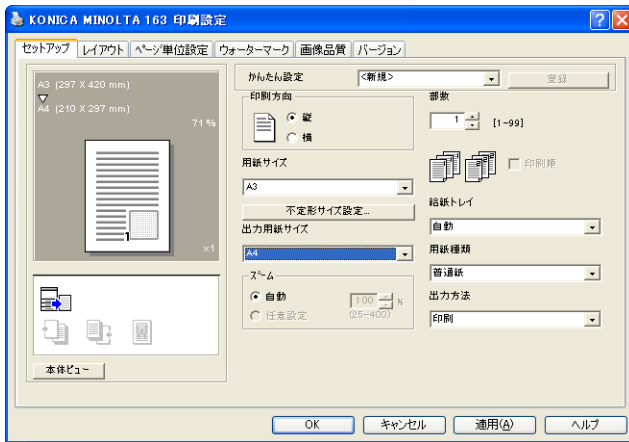 KONICA MINOLTA 163 印刷設定
セットアップ レイアウト ページ単位設定 ウォーターマーク 画像品質 バージョン
A3 (297 X 420 mm)
A4 (210 X 297 mm)
71 %
1
×1
本体ビュー
かんたん設定 <新規> 登録
印刷方向
縦
横
用紙サイズ
A3
不定形サイズ設定...
出力用紙サイズ
A4
ズーム
自動
任意設定
100 %
(25-400)
部数
1 [1-99]
印刷順
給紙トレイ
自動
用紙種類
普通紙
出力方法
印刷
OK キャンセル 適用(A) ヘルプ